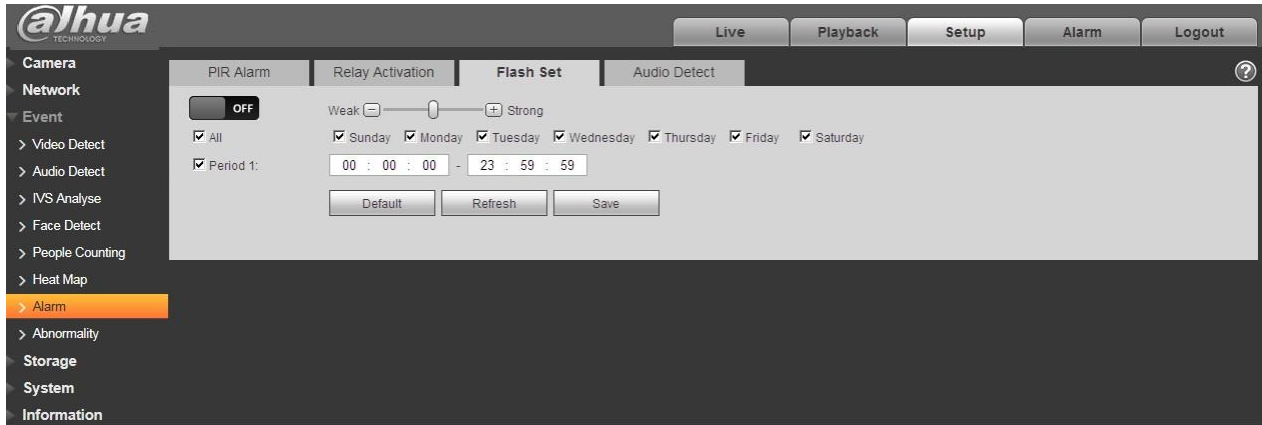 alhua
TECHNOLOGY
Live Playback Setup Alarm Logout
Camera
Network
Event
Video Detect
Audio Detect
IVS Analyse
Face Detect
People Counting
Heat Map
Alarm
Abnormality
Storage
System
Information
PIR Alarm Relay Activation Flash Set Audio Detect ?
OFF Weak - + Strong
All Sunday Monday Tuesday Wednesday Thursday Friday Saturday
Period 1: 00 : 00 : 00 - 23 : 59 : 59
Default Refresh Save